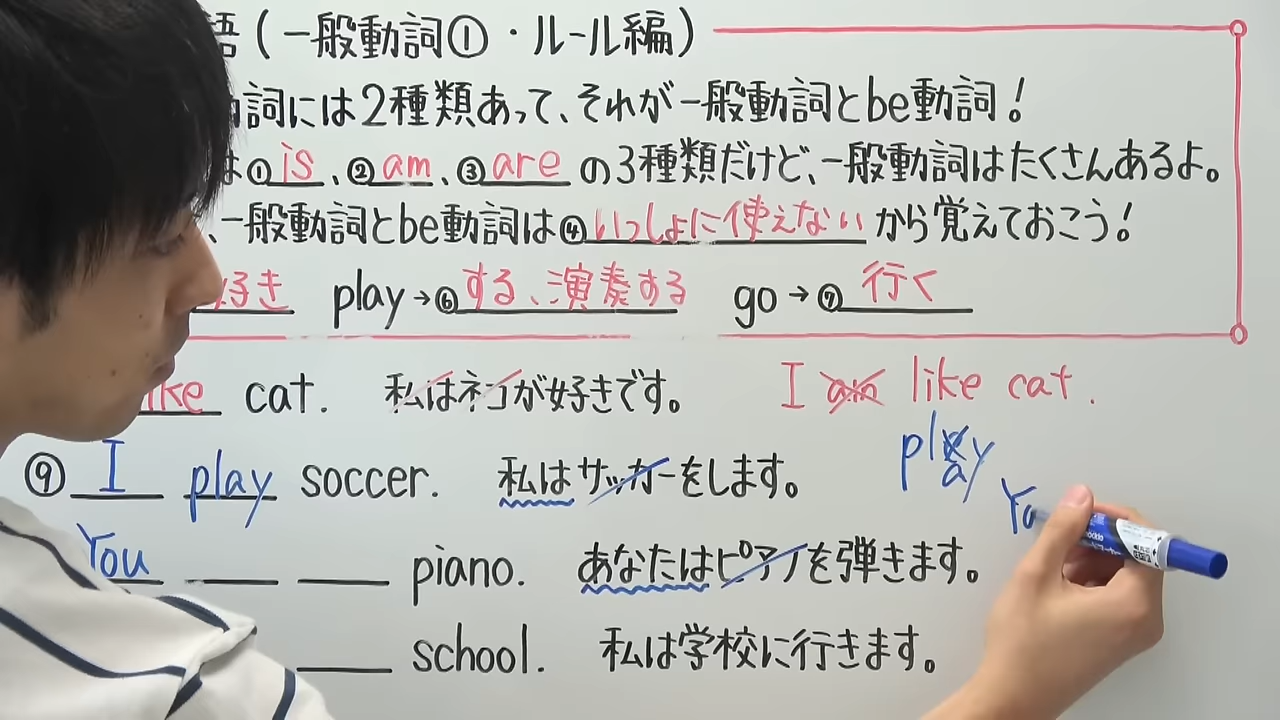 語(一般動詞①・ルール編)
動詞には2種類あって、それが一般動詞とbe動詞!
は①is、②am、③areの3種類だけど、一般動詞はたくさんあるよ。
、一般動詞とbe動詞は④いっしょに使えないから覚えておこう!
好き play→⑥する、演奏する go→⑦行く
like cat. 私はネコが好きです。 I am like cat.
⑨ I play soccer. 私はサッカーをします。 play
You piano. あなたはピアノを弾きます。 Yo
school. 私は学校に行きます。